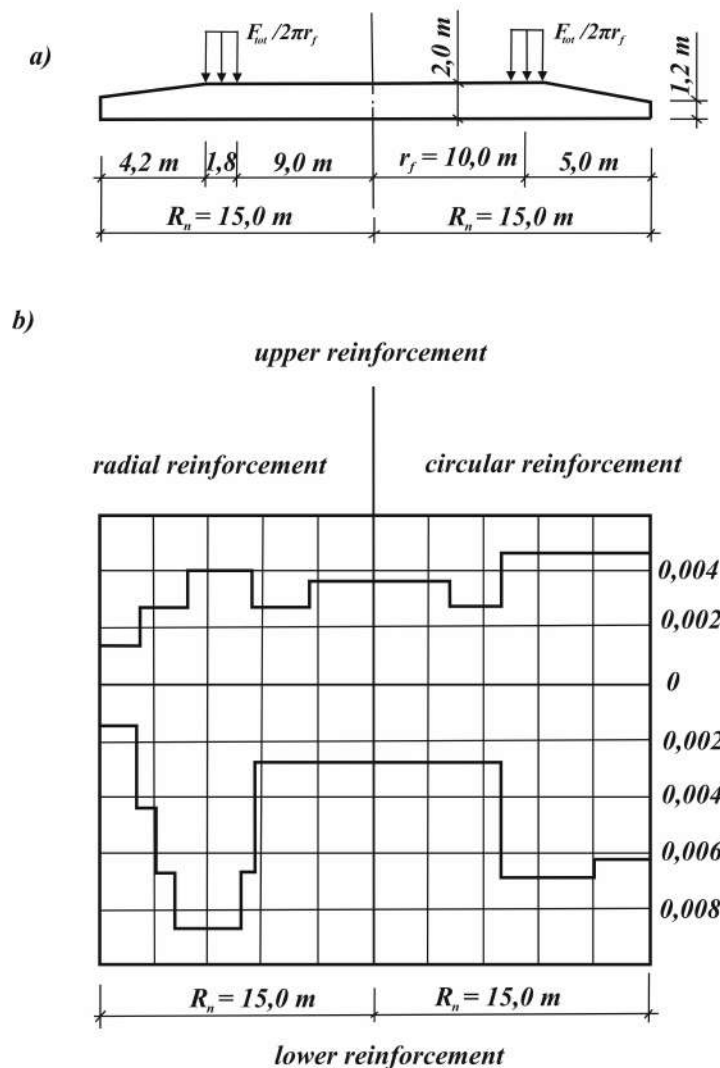 a)
F_tot /2πr_f
F_tot /2πr_f
2,0 m
1,2 m
4,2 m 1,8 9,0 m r_f = 10,0 m 5,0 m
R_n = 15,0 m R_n = 15,0 m
b)
upper reinforcement
radial reinforcement circular reinforcement
0,004
0,002
0
0,002
0,004
0,006
0,008
R_n = 15,0 m R_n = 15,0 m
lower reinforcement